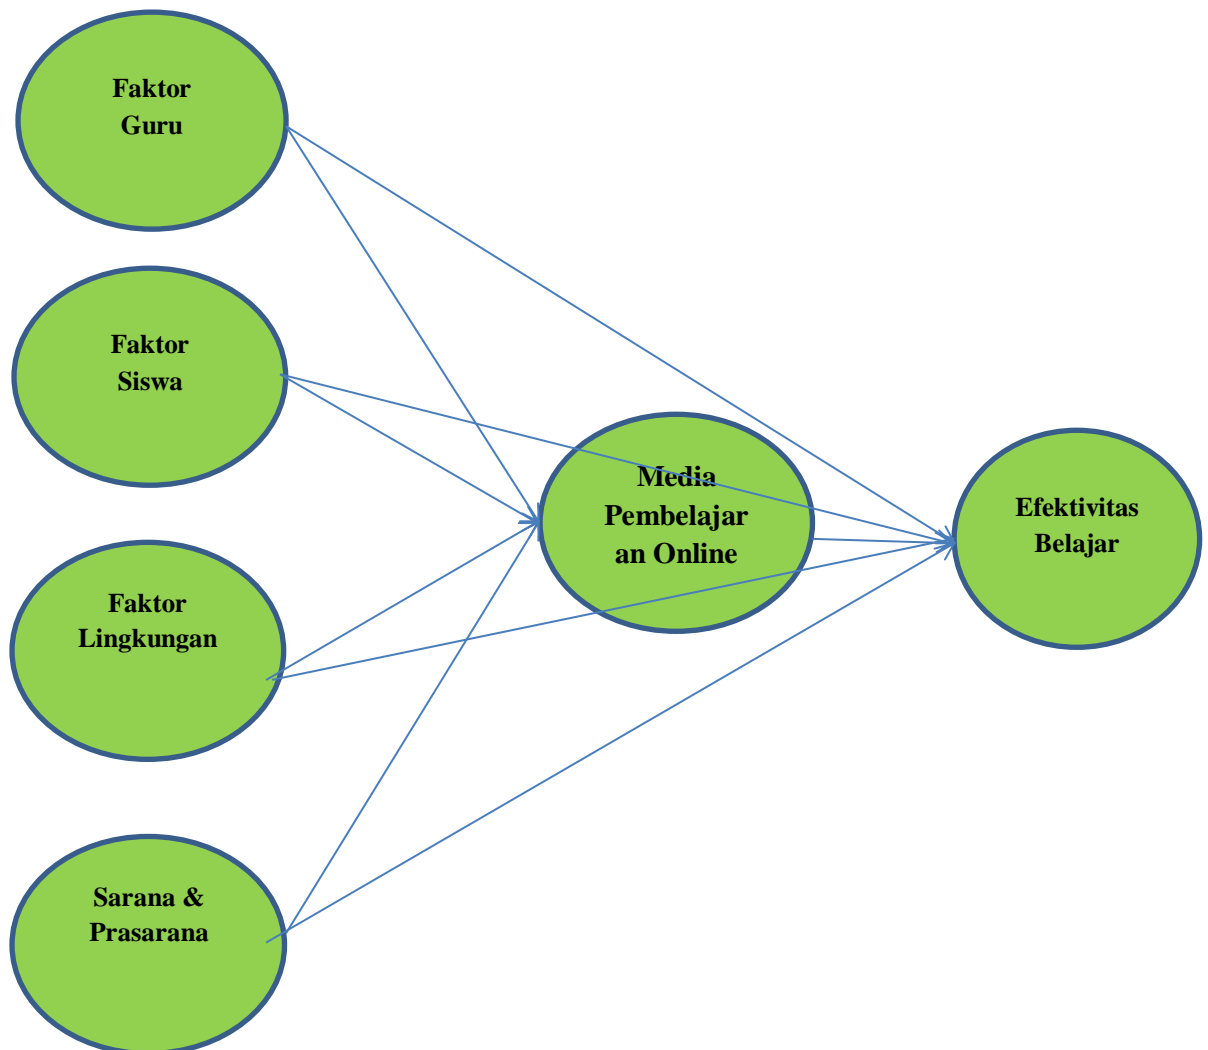 Faktor
Guru
Faktor
Siswa
Faktor
Lingkungan
Sarana &
Prasarana
Media
Pembelajar
an Online
Efektivitas
Belajar